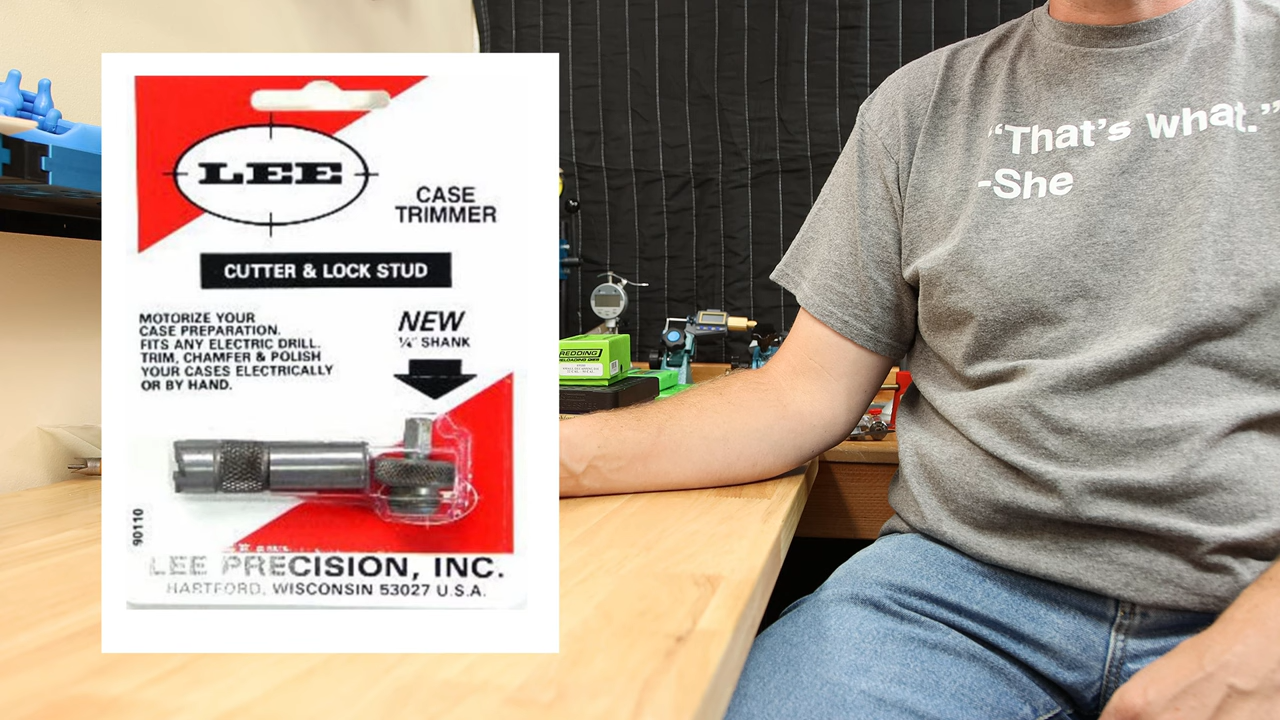 LEE
CASE
TRIMMER
CUTTER & LOCK STUD
MOTORIZE YOUR
CASE PREPARATION.
FITS ANY ELECTRIC DRILL.
TRIM, CHAMFER & POLISH
YOUR CASES ELECTRICALLY
OR BY HAND.
NEW
¼" SHANK
90110
LEE PRECISION, INC.
HARTFORD, WISCONSIN 53027 U.S.A.
REDDING
RELOADING DIES
"That's what."
-She